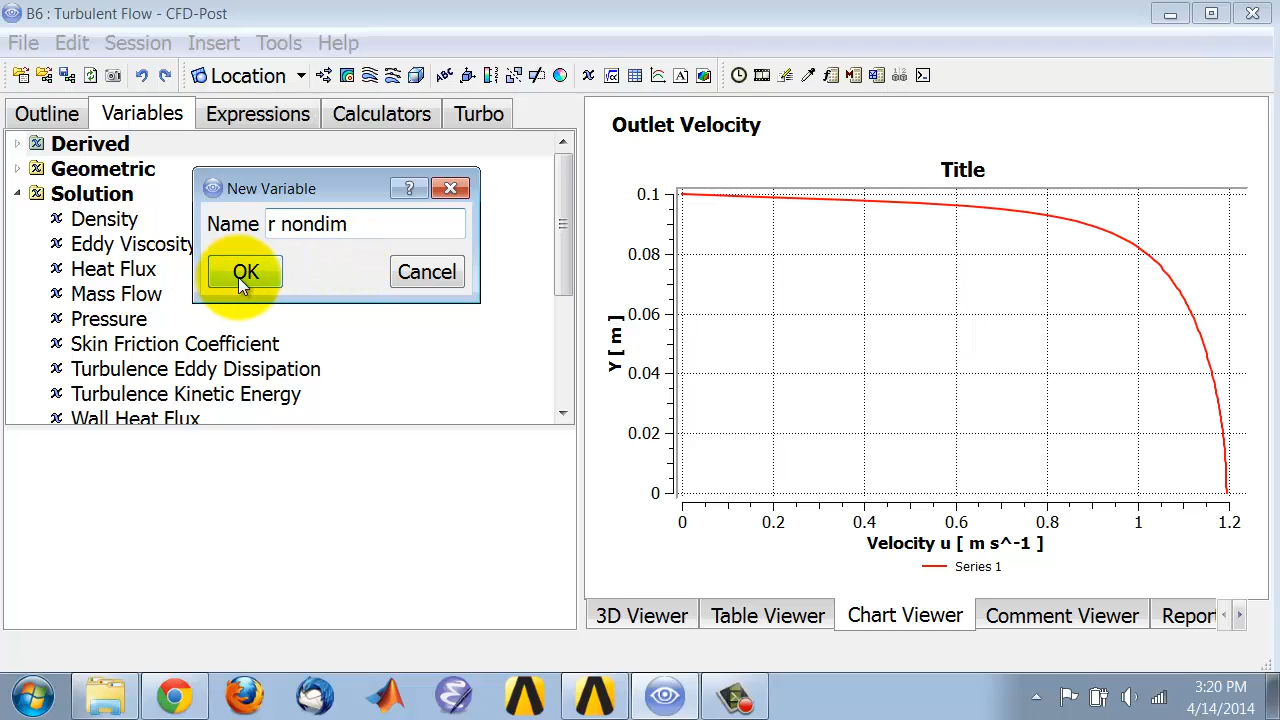 B6 : Turbulent Flow - CFD-Post
File Edit Session Insert Tools Help
Location
Outline Variables Expressions Calculators Turbo
Derived
Geometric
Solution
Density
Eddy Viscosity
Heat Flux
Mass Flow
Pressure
Skin Friction Coefficient
Turbulence Eddy Dissipation
Turbulence Kinetic Energy
Wall Heat Flux
New Variable
?
Name r nondim
OK Cancel
Outlet Velocity
Title
0.1
0.08
0.06
0.04
0.02
0
Y [ m ]
0 0.2 0.4 0.6 0.8 1 1.2
Velocity u [ m s^-1 ]
Series 1
3D Viewer Table Viewer Chart Viewer Comment Viewer Report
3:20 PM
4/14/2014